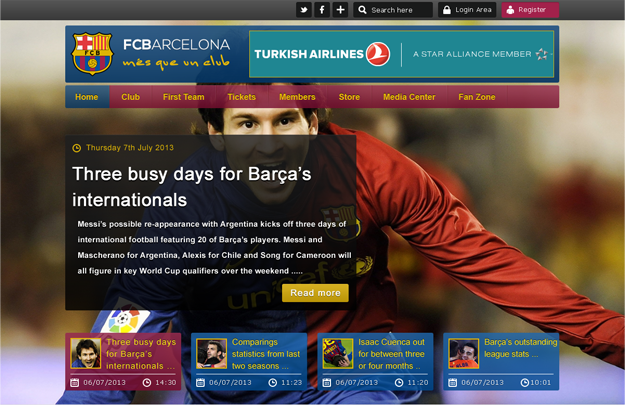 Search here
Login Area
Register
FCB
FCBARCELONA
més que un club
TURKISH AIRLINES
A STAR ALLIANCE MEMBER
Home
Club
First Team
Tickets
Members
Store
Media Center
Fan Zone
Thursday 7th July 2013
Three busy days for Barça's
internationals
Messi's possible re-appearance with Argentina kicks off three days of
international football featuring 20 of Barça's players. Messi and
Mascherano for Argentina, Alexis for Chile and Song for Cameroon will
all figure in key World Cup qualifiers over the weekend .....
unicef
Read more
Three busy days
for Barça's
internationals ...
06/07/2013 14:30
Comparings
statistics from last
two seasons ...
06/07/2013 11:23
Isaac Cuenca out
for between three
or four months ..
06/07/2013 11:20
Barça's outstanding
league stats ...
06/07/2013 10:01